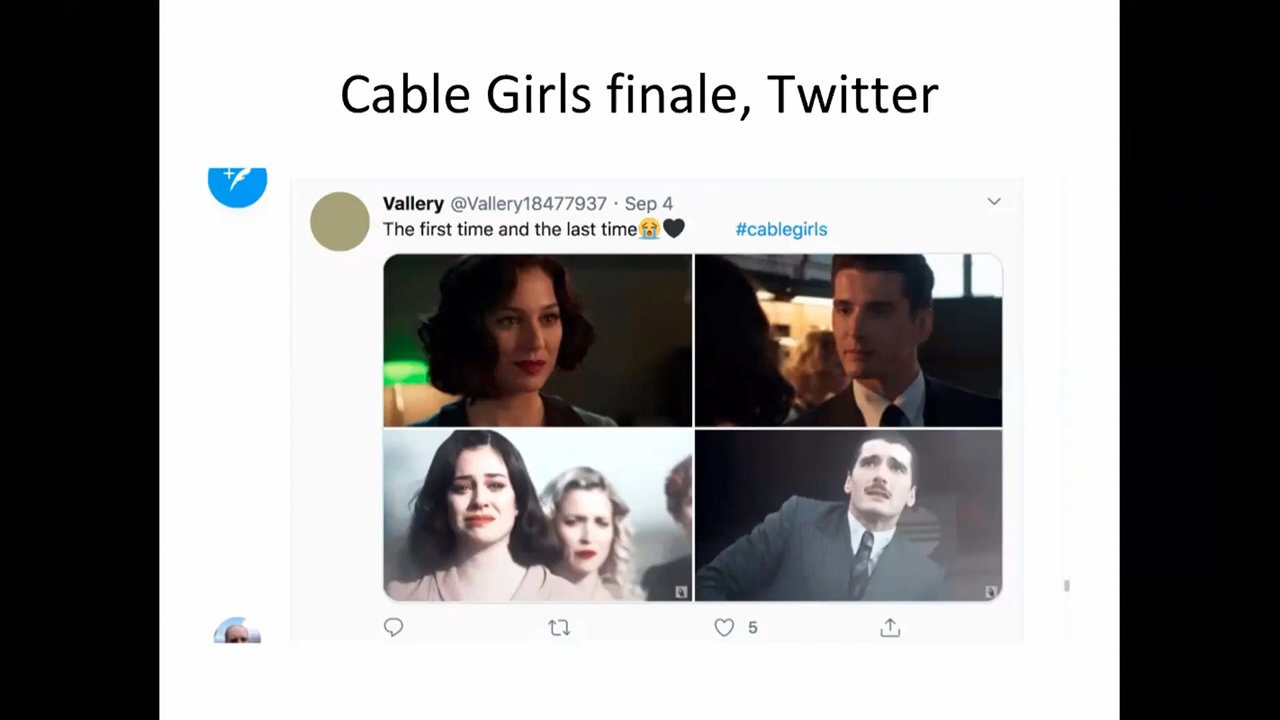 Cable Girls finale, Twitter
Vallery @Vallery18477937 · Sep 4
The first time and the last time😭🖤 #cablegirls
5